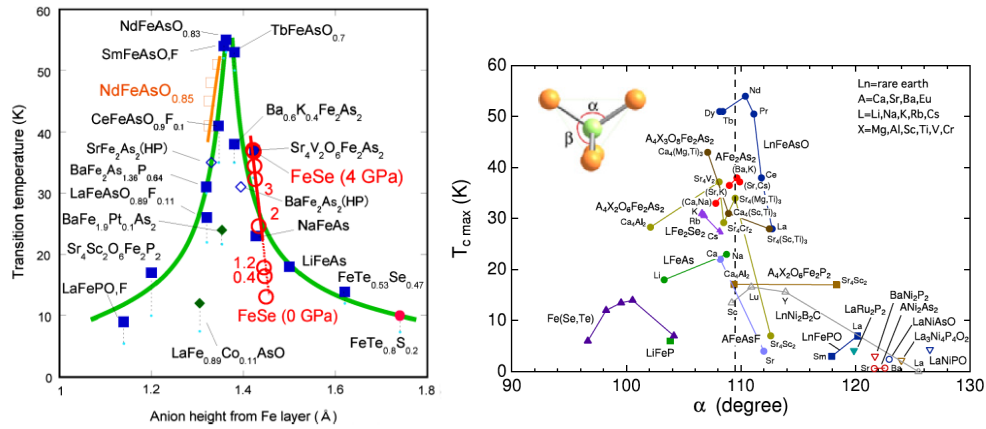 60
50
40
30
20
10
0
Transition temperature (K)
1.0
1.2
1.4
1.6
1.8
Anion height from Fe layer (Å)
NdFeAsO0.83
SmFeAsO,F
TbFeAsO0.7
NdFeAsO0.85
CeFeAsO0.9F0.1
Ba0.6K0.4Fe2As2
SrFe2As2(HP)
Sr4V2O6Fe2As2
BaFe2As1.36P0.64
FeSe (4 GPa)
LaFeAsO0.89F0.11
3
BaFe2As2(HP)
BaFe1.9Pt0.1As2
2
NaFeAs
Sr4Sc2O6Fe2P2
LiFeAs
1.2
0.4
FeTe0.53Se0.47
LaFePO,F
FeSe (0 GPa)
LaFe0.89Co0.11AsO
FeTe0.8S0.2
60
50
40
30
20
10
0
Tc max (K)
90
100
110
120
130
α (degree)
α
β
Ln=rare earth
A=Ca,Sr,Ba,Eu
L=Li,Na,K,Rb,Cs
X=Mg,Al,Sc,Ti,V,Cr
Nd
Dy
Tb
Pr
LnFeAsO
A4X3O8Fe2As2
Ca4(Mg,Ti)3
AFe2As2
(Ba,K)
Ce
Sr4V2
(Sr,K)
(Sr,Cs)
(Ca,Na)
Sr4(Mg,Ti)3
A4X2O6Fe2As2
K
Rb
Ca4(Sc,Ti)3
Ca4Al2
Sr4Cr2
La
LFe2Se2
Cs
Sr4(Sc,Ti)3
LFeAs
Ca
Na
Li
Ca4Al2
A4X2O6Fe2P2
Sr4Sc2
Sc
Lu
Y
LnNi2B2C
Fe(Se,Te)
BaNi2P2
LaRu2P2
ANi2As2
LaNiAsO
La3Ni4P4O2
LiFeP
AFeAsF
Sr4Sc2
LnFePO
La
LaNiPO
Sr
Sm
Sr
Ba
La